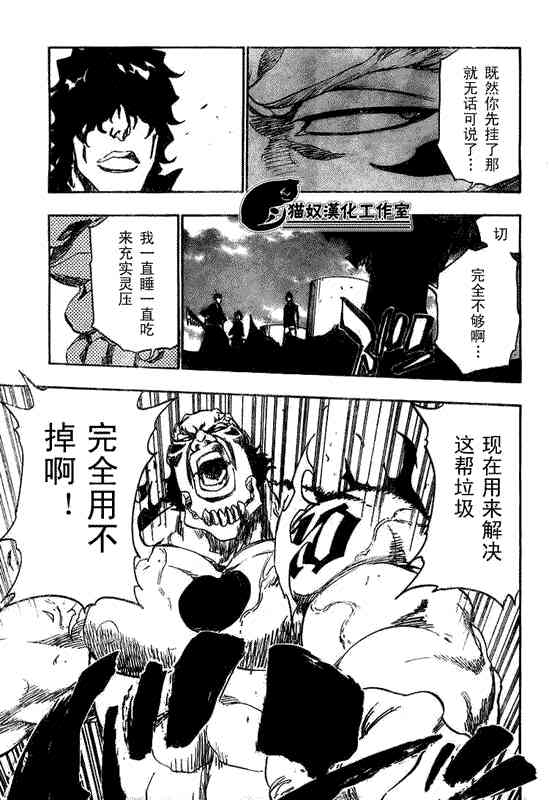 既然你先挂了那
就无话可说了…
猫奴漢化工作室
切
完全不够啊…
我一直睡一直吃
来充实灵压
现在用来解决
这帮垃圾
完全用不
掉啊！